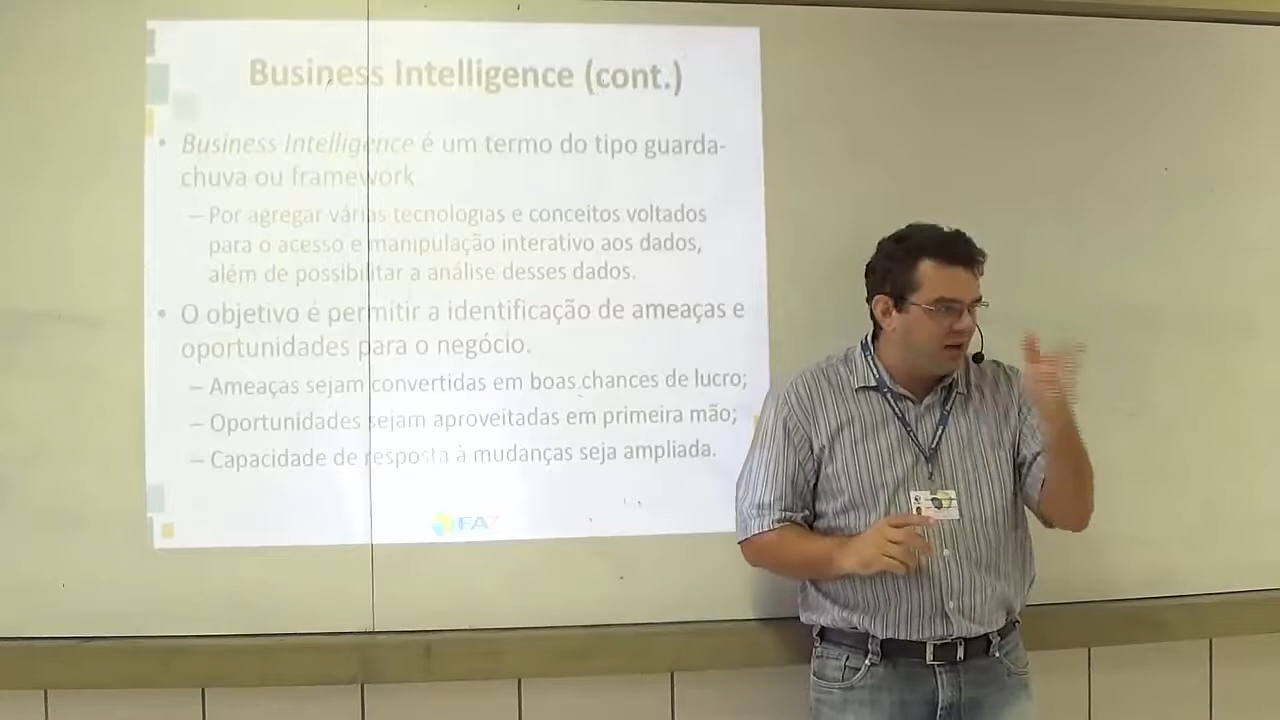 Business Intelligence (cont.)
• Business Intelligence é um termo do tipo guarda-
chuva ou framework
– Por agregar várias tecnologias e conceitos voltados
para o acesso e manipulação interativo aos dados,
além de possibilitar a análise desses dados.
• O objetivo é permitir a identificação de ameaças e
oportunidades para o negócio.
– Ameaças sejam convertidas em boas chances de lucro;
– Oportunidades sejam aproveitadas em primeira mão;
– Capacidade de resposta à mudanças seja ampliada.